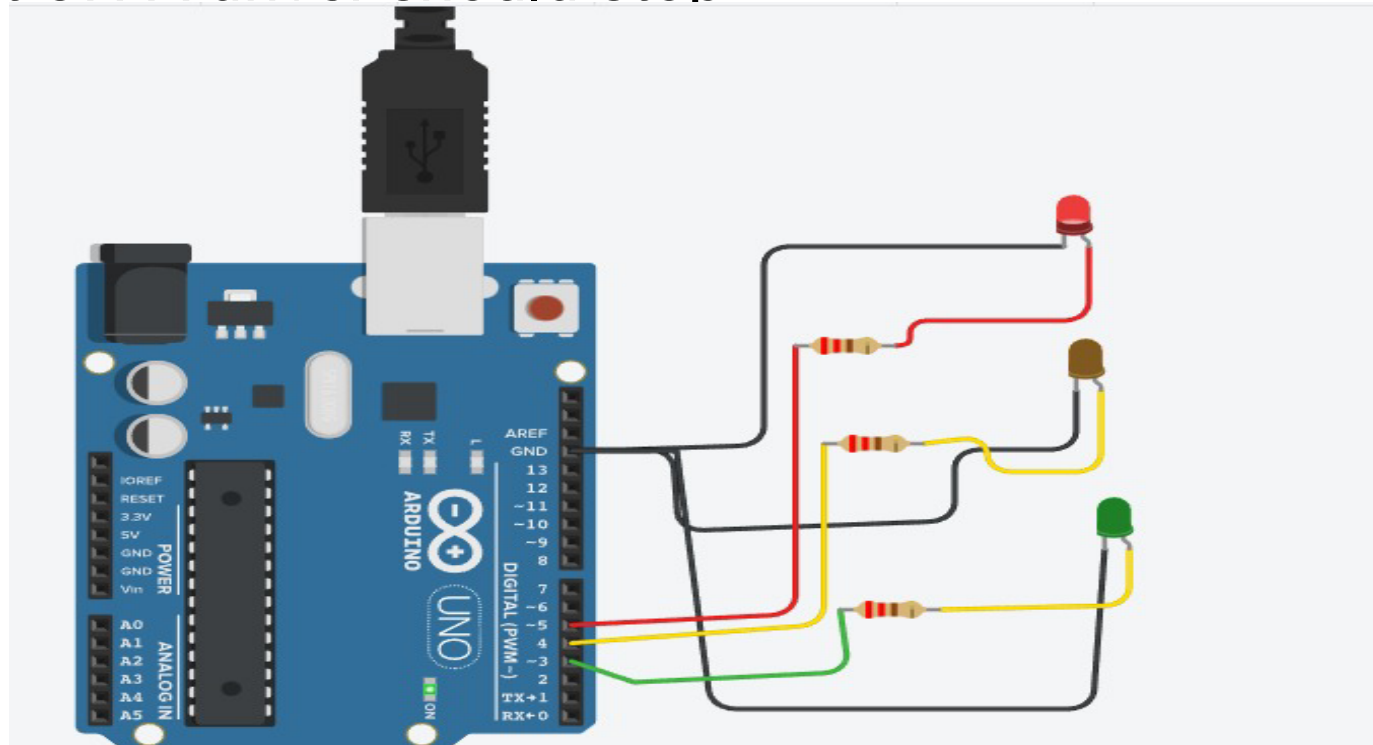 AREF
GND
13
12
~11
~10
~9
8
7
~6
~5
4
~3
2
TX→1
RX←0
DIGITAL (PWM~)
IOREF
RESET
3.3V
5V
GND
GND
Vin
POWER
A0
A1
A2
A3
A4
A5
ANALOG IN
RX
TX
L
ARDUINO
UNO
ON